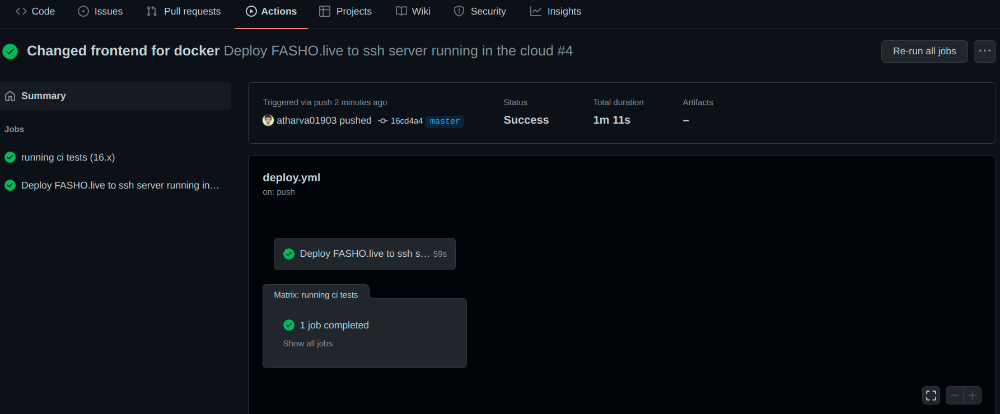 Code Issues Pull requests Actions Projects Wiki Security Insights
Changed frontend for docker Deploy FASHO.live to ssh server running in the cloud #4
Re-run all jobs
Summary
Jobs
running ci tests (16.x)
Deploy FASHO.live to ssh server running in…
Triggered via push 2 minutes ago
atharva01903 pushed 16cd4a4 master
Status
Success
Total duration
1m 11s
Artifacts
–
deploy.yml
on: push
Deploy FASHO.live to ssh s… 59s
Matrix: running ci tests
1 job completed
Show all jobs